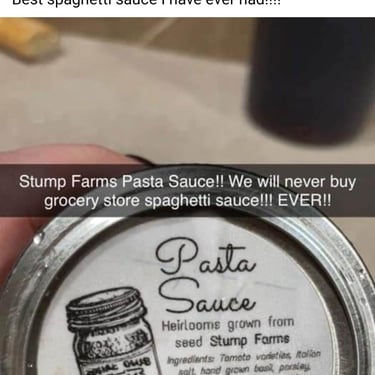 Best spaghetti sauce I have ever had!!!!
Stump Farms Pasta Sauce!! We will never buy
grocery store spaghetti sauce!!! EVER!!
Pasta
Sauce
Heirlooms grown from
seed Stump Farms
Ingredients: Tomato varieties, Italian
salt, hand grown basil, parsley,